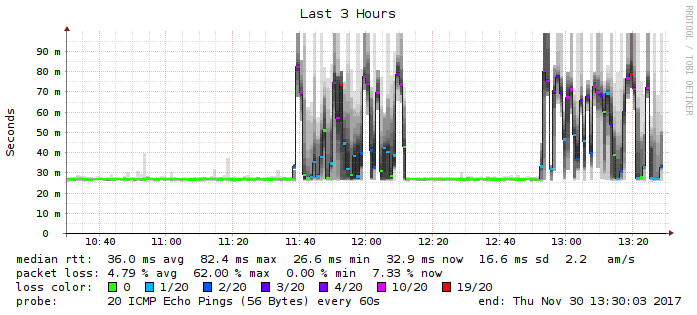 Last 3 Hours
RRDTOOL / TOBI OETIKER
Seconds
90 m
80 m
70 m
60 m
50 m
40 m
30 m
20 m
10 m
0
10:40 11:00 11:20 11:40 12:00 12:20 12:40 13:00 13:20
median rtt: 36.0 ms avg 82.4 ms max 26.6 ms min 32.9 ms now 16.6 ms sd 2.2 am/s
packet loss: 4.79 % avg 62.00 % max 0.00 % min 7.33 % now
loss color: 0 1/20 2/20 3/20 4/20 10/20 19/20
probe: 20 ICMP Echo Pings (56 Bytes) every 60s end: Thu Nov 30 13:30:03 2017